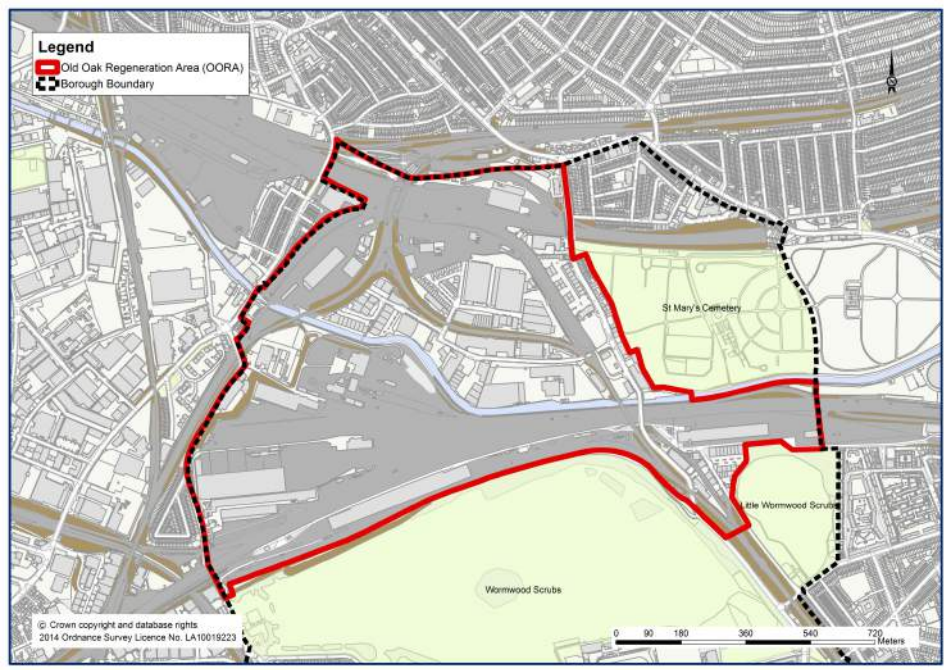 Legend
Old Oak Regeneration Area (OORA)
Borough Boundary
N
St Mary's Cemetery
Little Wormwood Scrubs
Wormwood Scrubs
© Crown copyright and database rights
2014 Ordnance Survey Licence No. LA10019223
0 90 180 360 540 720
Meters